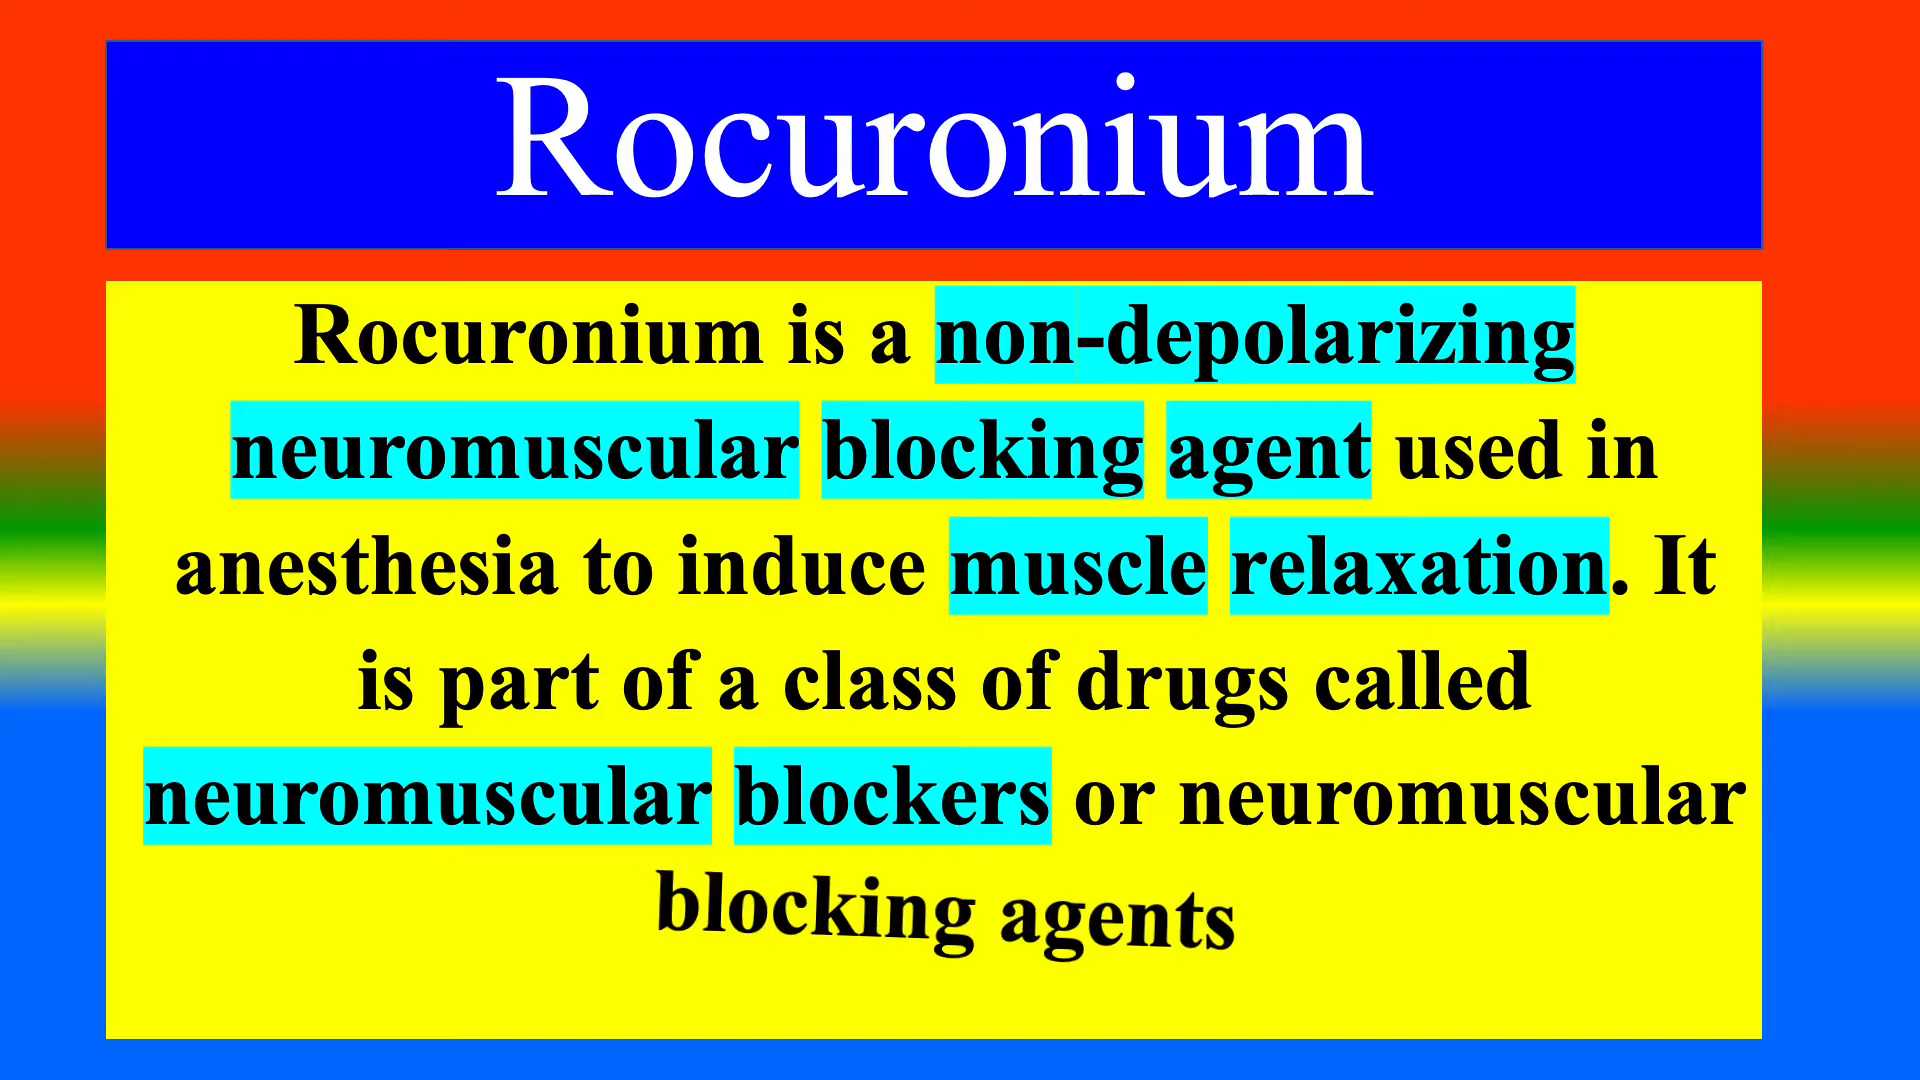 Rocuronium
Rocuronium is a non-depolarizing
neuromuscular blocking agent used in
anesthesia to induce muscle relaxation. It
is part of a class of drugs called
neuromuscular blockers or neuromuscular
blocking agents